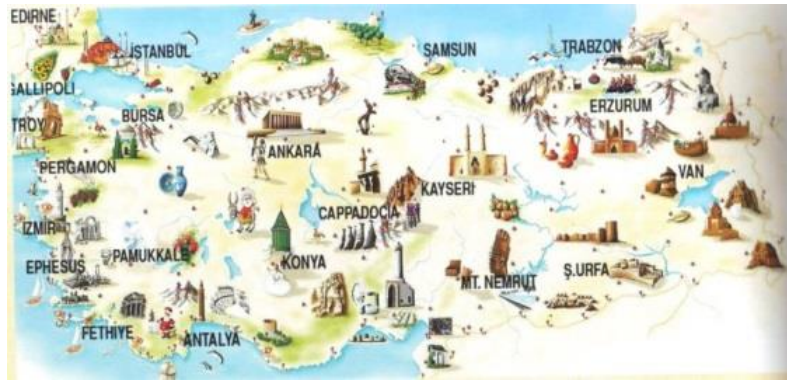 EDIRNE
İSTANBUL
SAMSUN
TRABZON
GALLIPOLI
BURSA
ERZURUM
TROY
ANKARA
PERGAMON
KAYSERI
VAN
CAPPADOCIA
IZMIR
PAMUKKALE
EPHESUS
KONYA
MT. NEMRUT
Ş.URFA
FETHIYE
ANTALYA